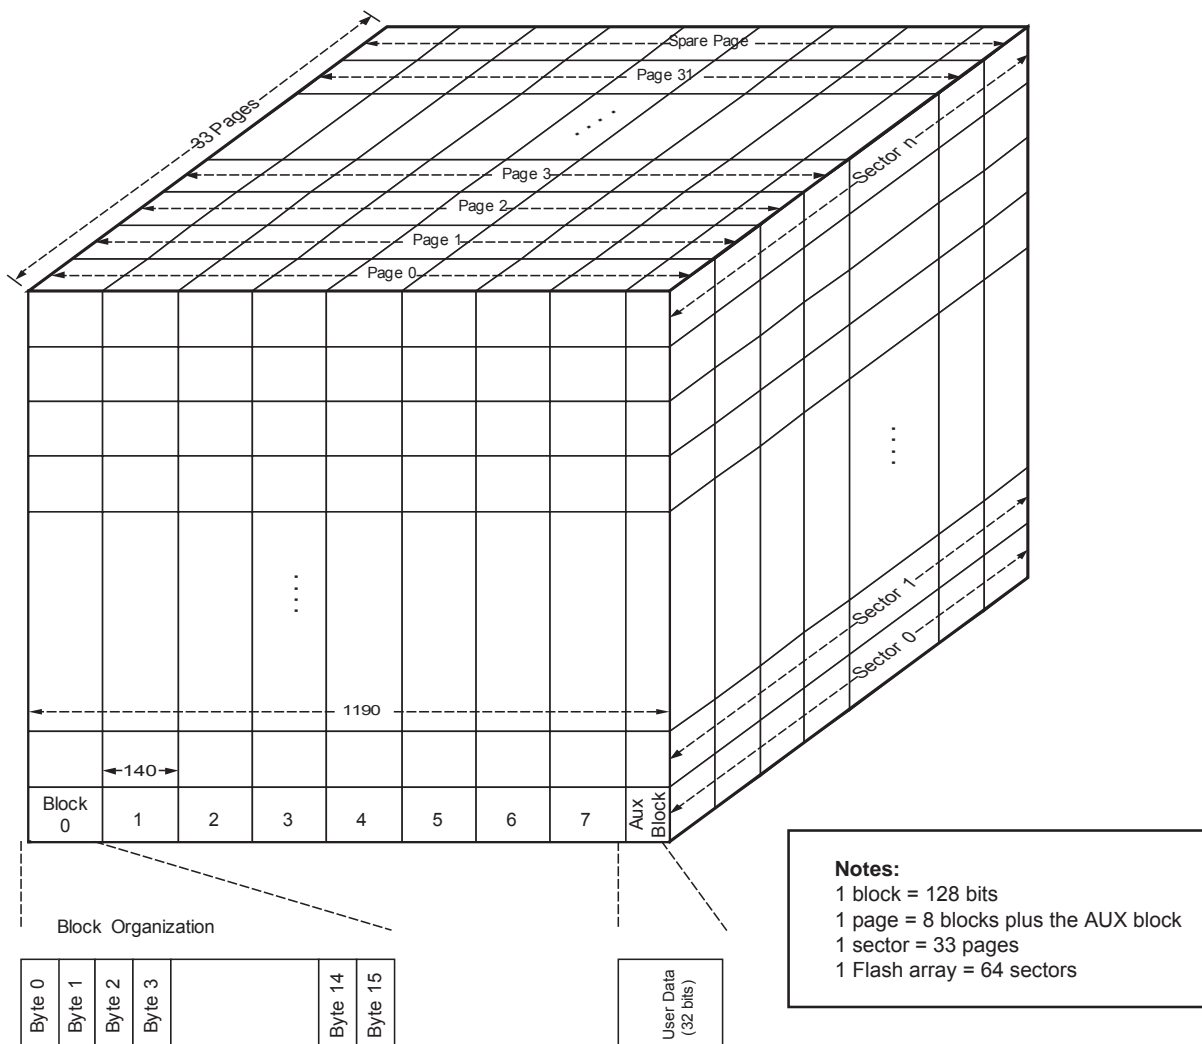 Spare Page
Page 31
33 Pages
. . . .
Page 3
Page 2
Page 1
Page 0
Sector n
. . . .
. . . .
Sector 1
Sector 0
1190
140
Block
0
1
2
3
4
5
6
7
Aux
Block
Block Organization
Byte 0
Byte 1
Byte 2
Byte 3
Byte 14
Byte 15
User Data
(32 bits)
Notes:
1 block = 128 bits
1 page = 8 blocks plus the AUX block
1 sector = 33 pages
1 Flash array = 64 sectors